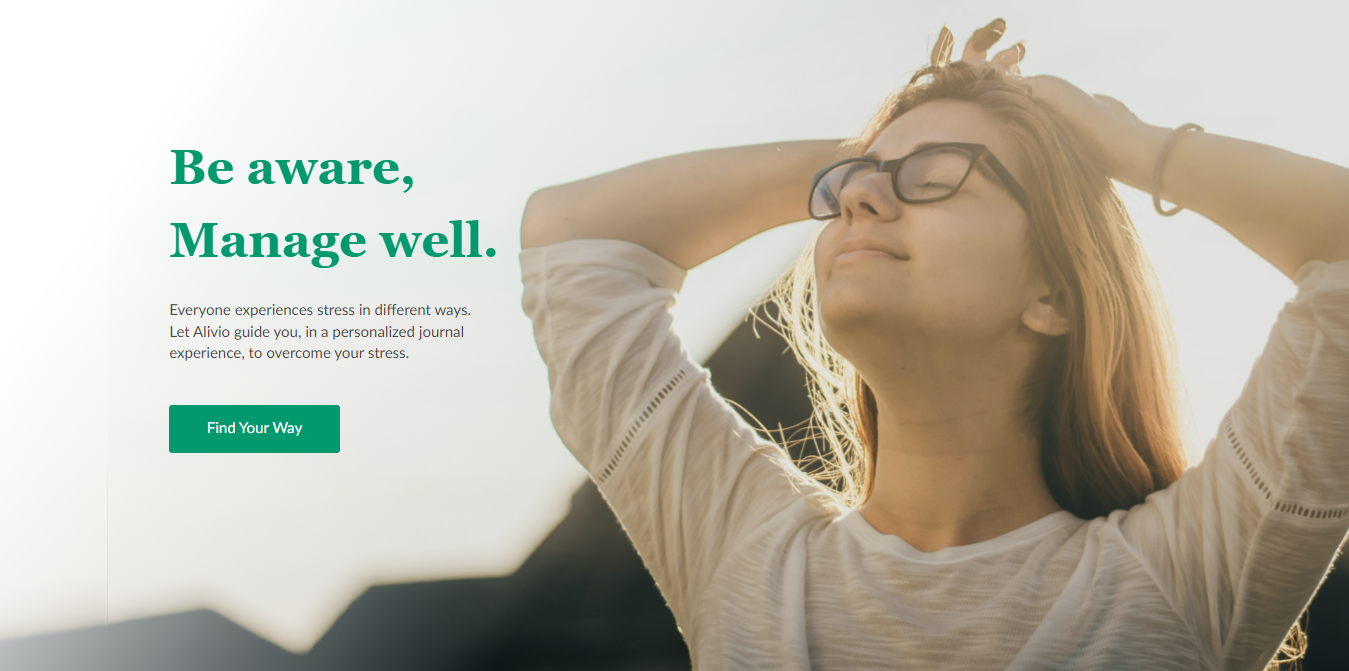 Be aware,
Manage well.
Everyone experiences stress in different ways.
Let Alivio guide you, in a personalized journal
experience, to overcome your stress.
Find Your Way